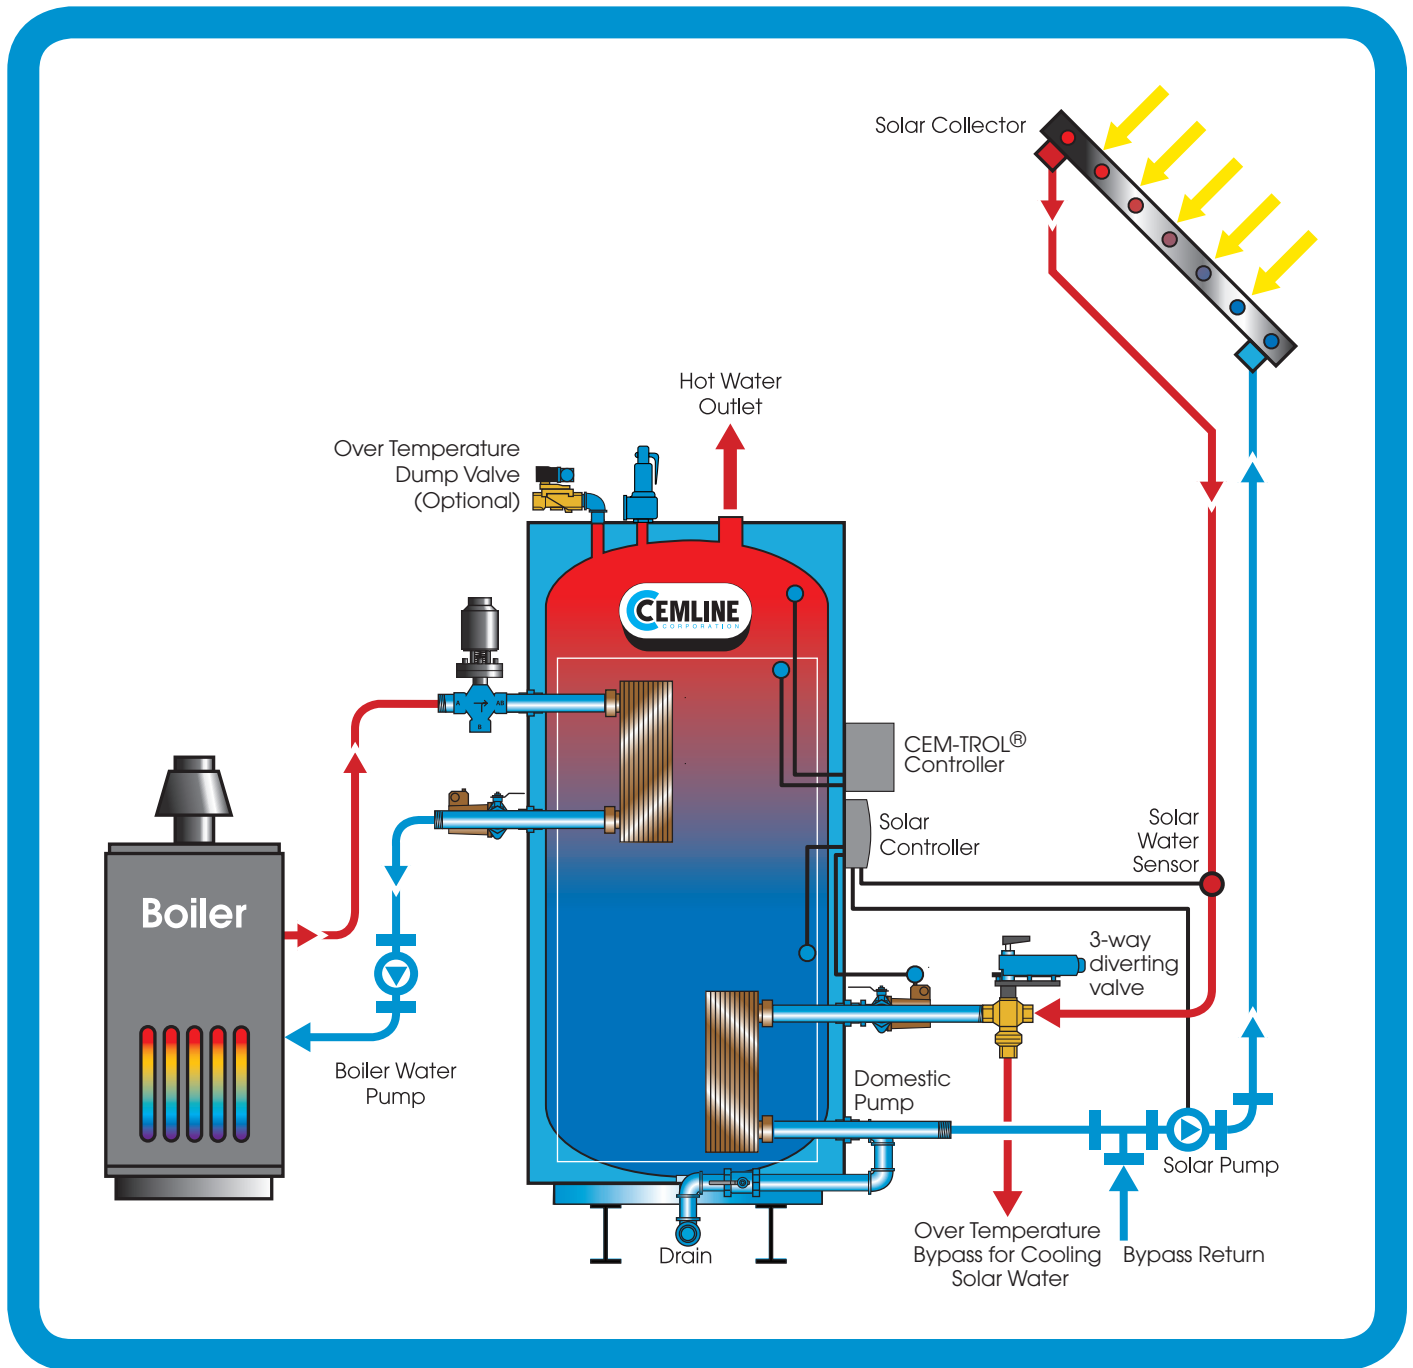 Solar Collector
Hot Water
Outlet
Over Temperature
Dump Valve
(Optional)
CEMLINE
CORPORATION
A
AB
B
CEM-TROL®
Controller
Solar
Controller
Solar
Water
Sensor
Boiler
3-way
diverting
valve
Boiler Water
Pump
Domestic
Pump
Solar Pump
Drain
Over Temperature
Bypass for Cooling
Solar Water
Bypass Return